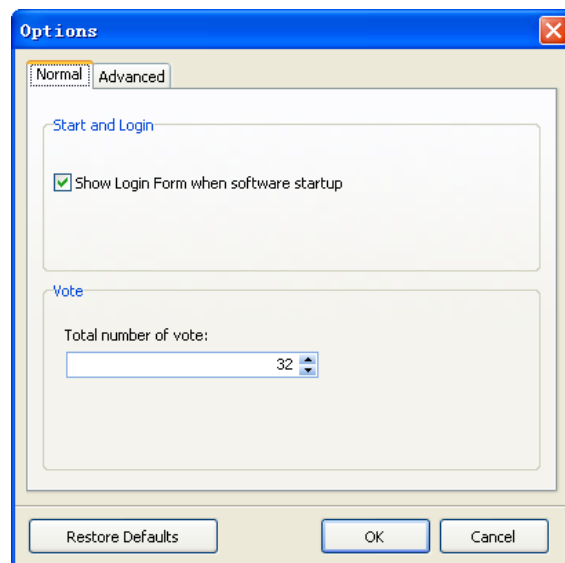 Options
Normal Advanced
Start and Login
Show Login Form when software startup
Vote
Total number of vote:
32
Restore Defaults OK Cancel